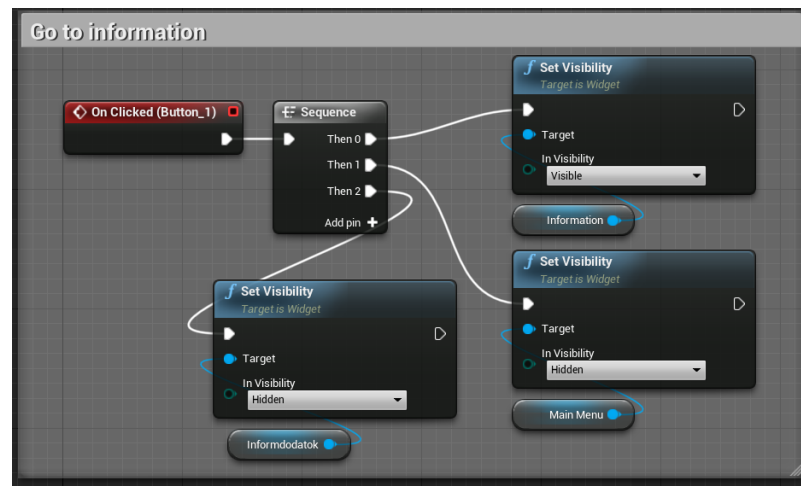 Go to information
On Clicked (Button_1)
Sequence
Then 0
Then 1
Then 2
Add pin
f Set Visibility
Target is Widget
Target
In Visibility
Visible
Information
f Set Visibility
Target is Widget
Target
In Visibility
Hidden
Main Menu
f Set Visibility
Target is Widget
Target
In Visibility
Hidden
Informdodatok